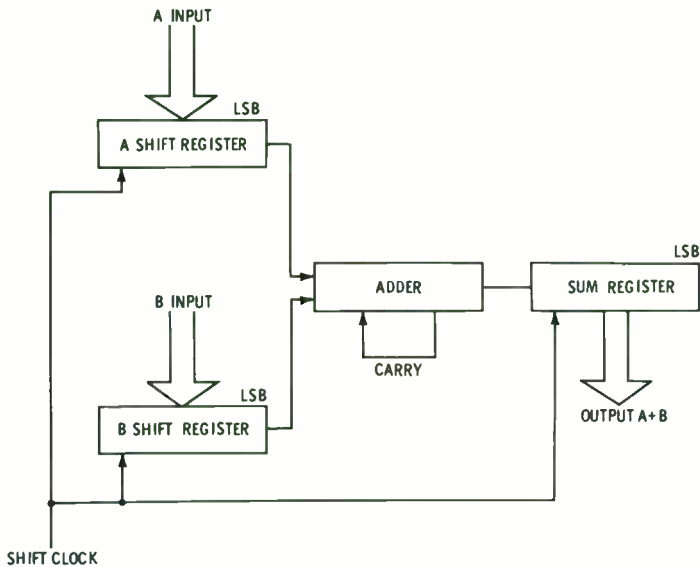 A INPUT
LSB
A SHIFT REGISTER
LSB
ADDER
SUM REGISTER
B INPUT
CARRY
LSB
B SHIFT REGISTER
OUTPUT A+B
SHIFT CLOCK